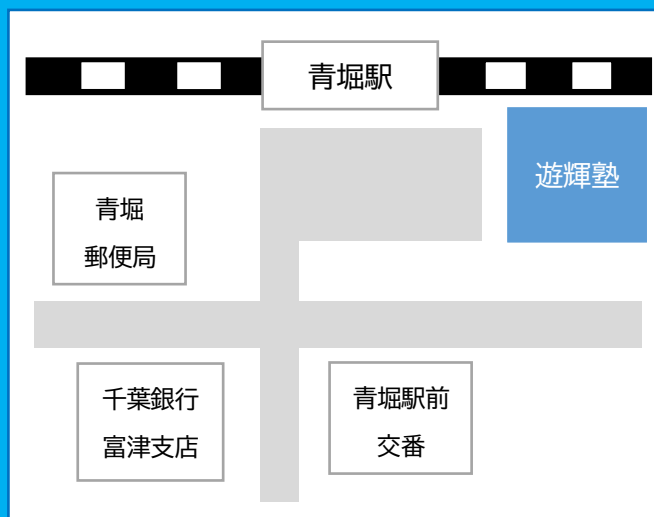 青堀駅
遊輝塾
青堀
郵便局
千葉銀行
富津支店
青堀駅前
交番